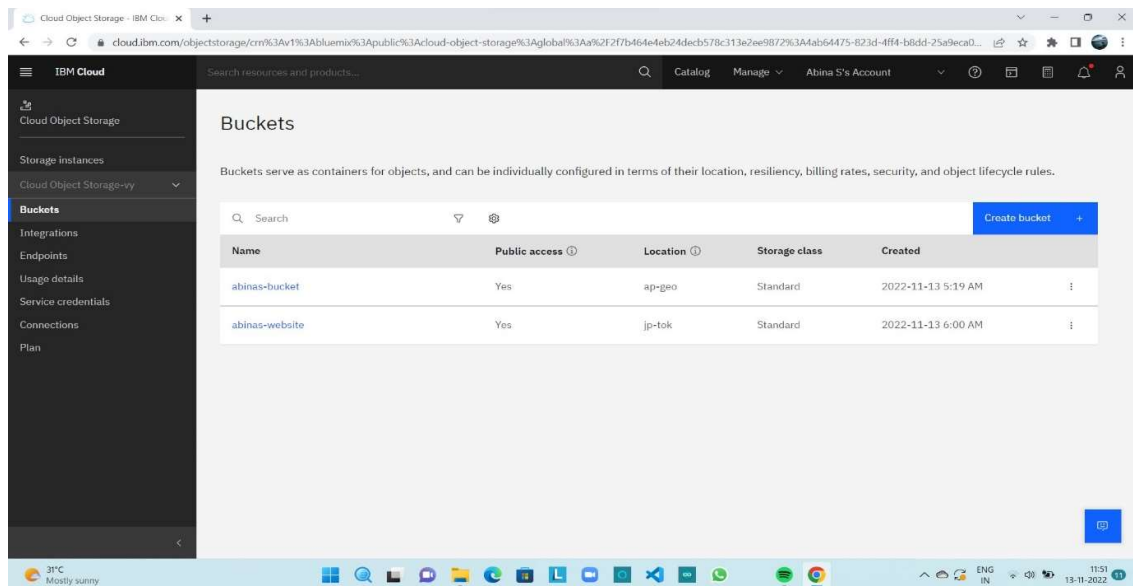 Cloud Object Storage - IBM Clou
cloud.ibm.com/objectstorage/crn%3Av1%3Abluemix%3Apublic%3Acloud-object-storage%3Aglobal%3Aa%2F2f7b464e4eb24decb578c313e2ee9872%3A4ab64475-823d-4ff4-b8dd-25a9eca0...
IBM Cloud
Search resources and products...
Catalog
Manage
Abina S's Account
Cloud Object Storage
Storage instances
Cloud Object Storage-vy
Buckets
Integrations
Endpoints
Usage details
Service credentials
Connections
Plan
Buckets
Buckets serve as containers for objects, and can be individually configured in terms of their location, resiliency, billing rates, security, and object lifecycle rules.
Search
Create bucket +
Name Public access Location Storage class Created
abinas-bucket Yes ap-geo Standard 2022-11-13 5:19 AM
abinas-website Yes jp-tok Standard 2022-11-13 6:00 AM
31°C
Mostly sunny
ENG
IN
11:51
13-11-2022
11